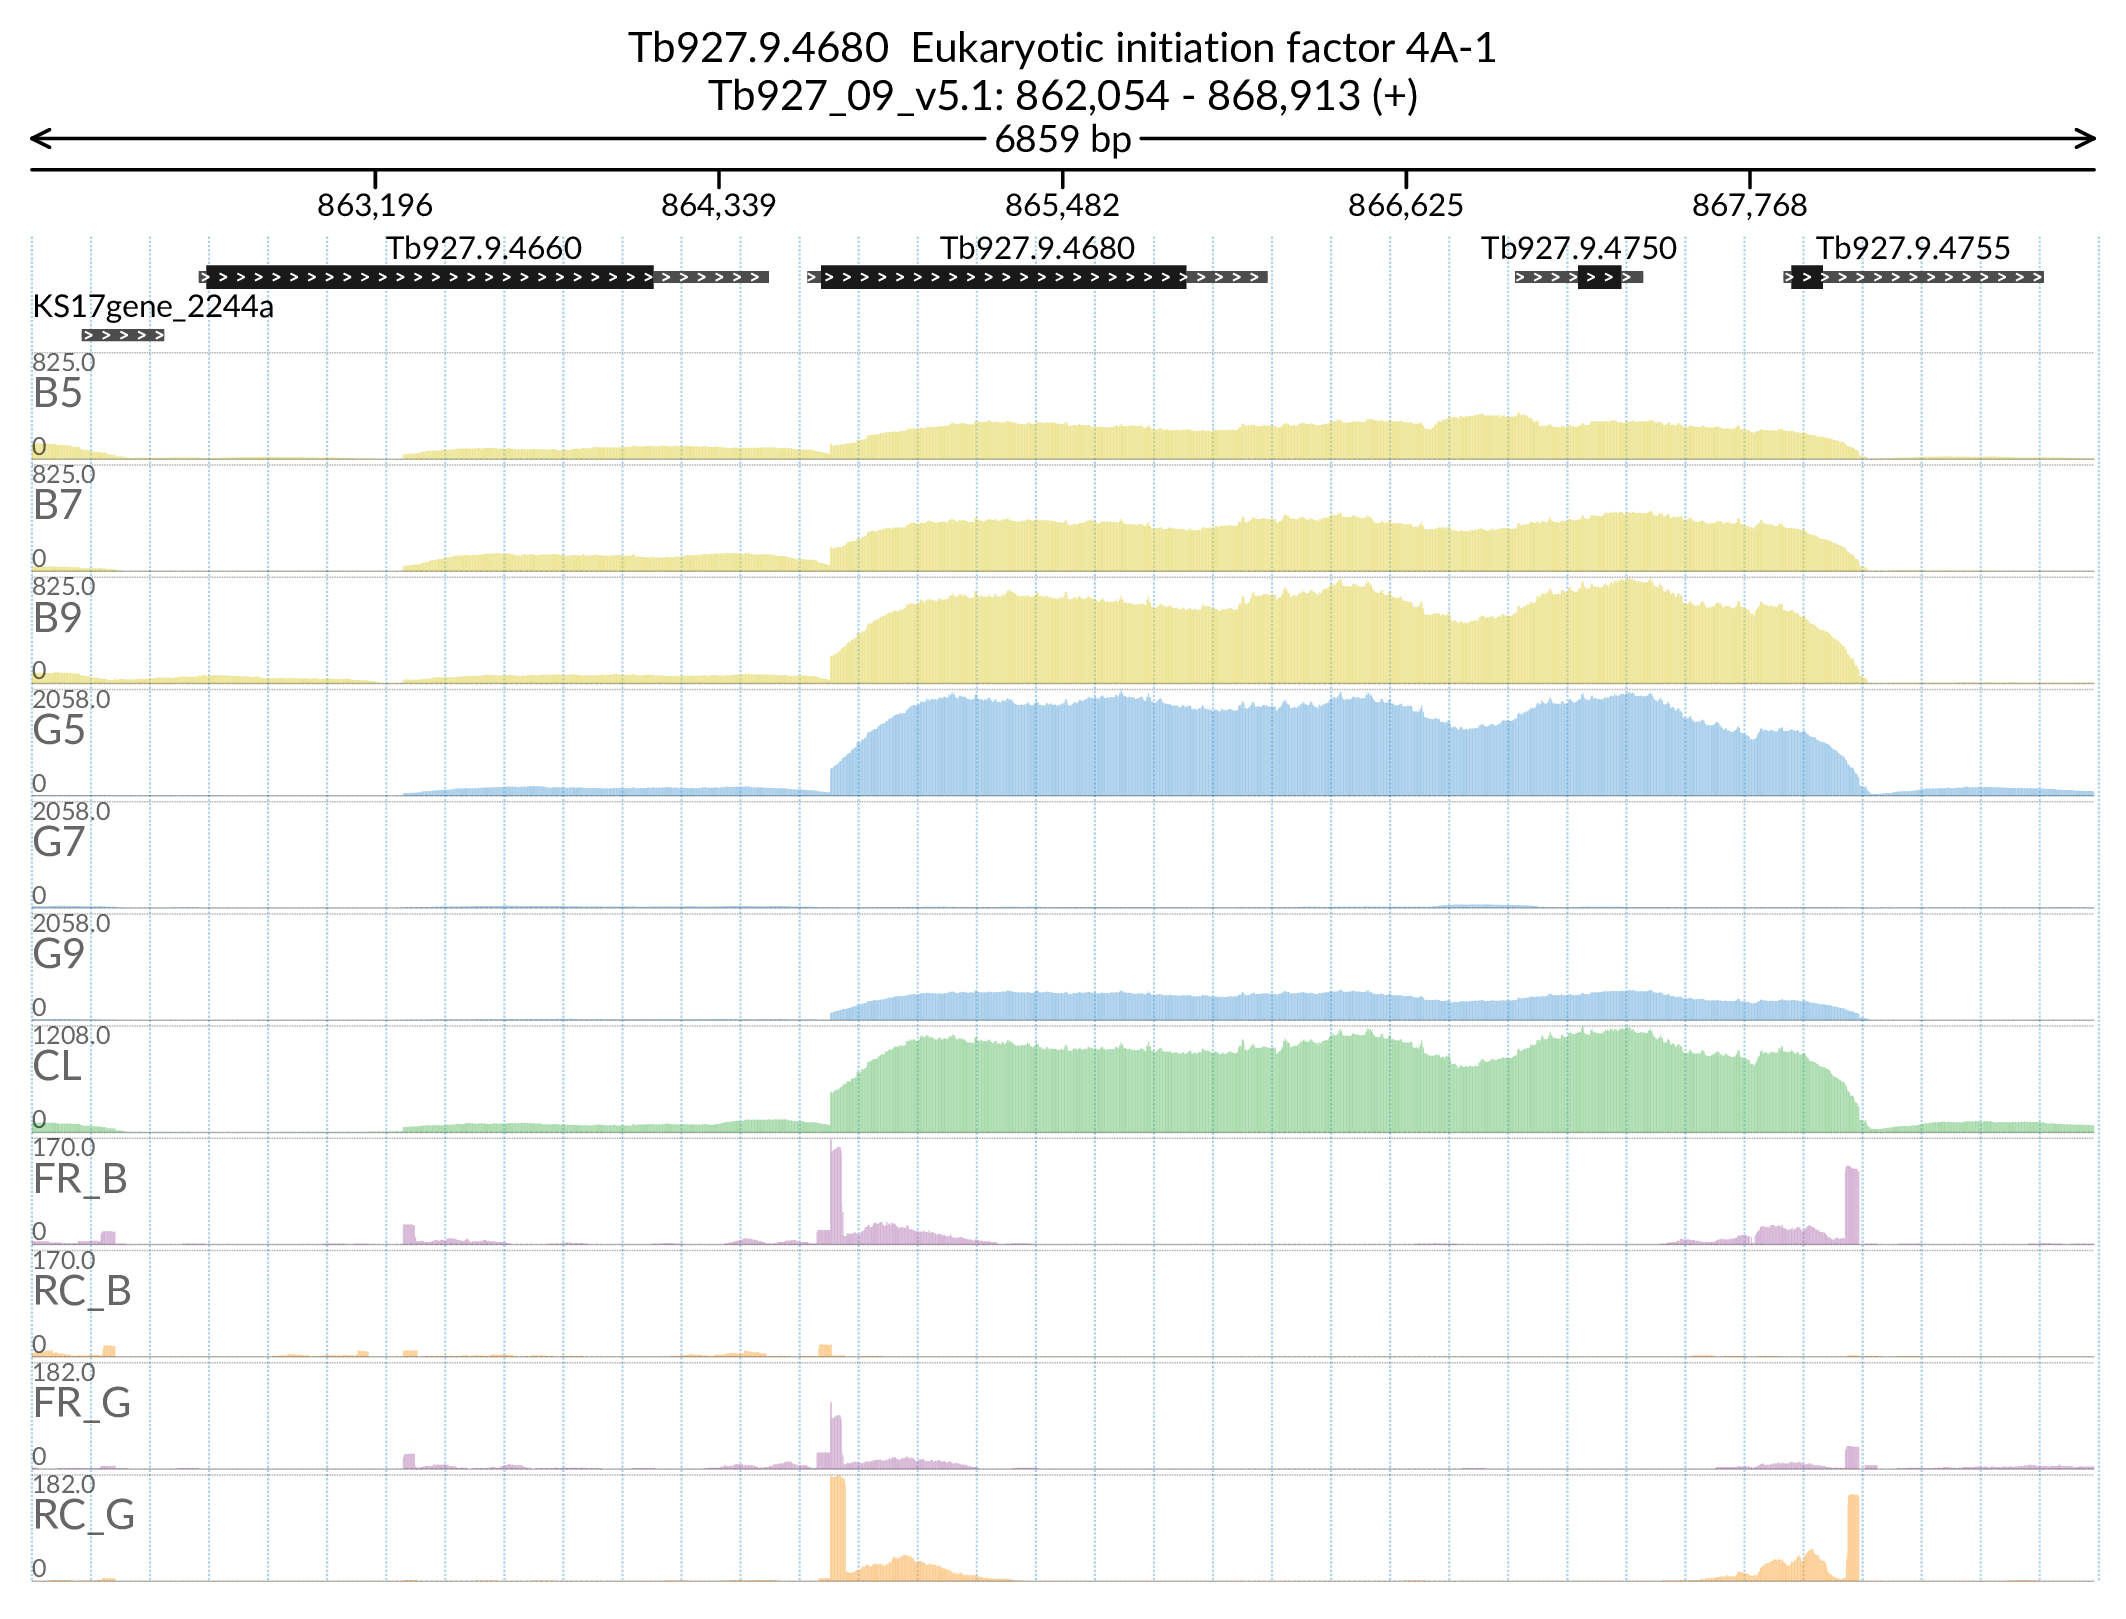 Tb927.9.4680  Eukaryotic initiation factor 4A-1
Tb927_09_v5.1: 862,054 - 868,913 (+)
6859 bp
863,196 864,339 865,482 866,625 867,768
Tb927.9.4660 Tb927.9.4680 Tb927.9.4750 Tb927.9.4755
KS17gene_2244a
825.0
B5
0
825.0
B7
0
825.0
B9
0
2058.0
G5
0
2058.0
G7
0
2058.0
G9
0
1208.0
CL
0
170.0
FR_B
0
170.0
RC_B
0
182.0
FR_G
0
182.0
RC_G
0